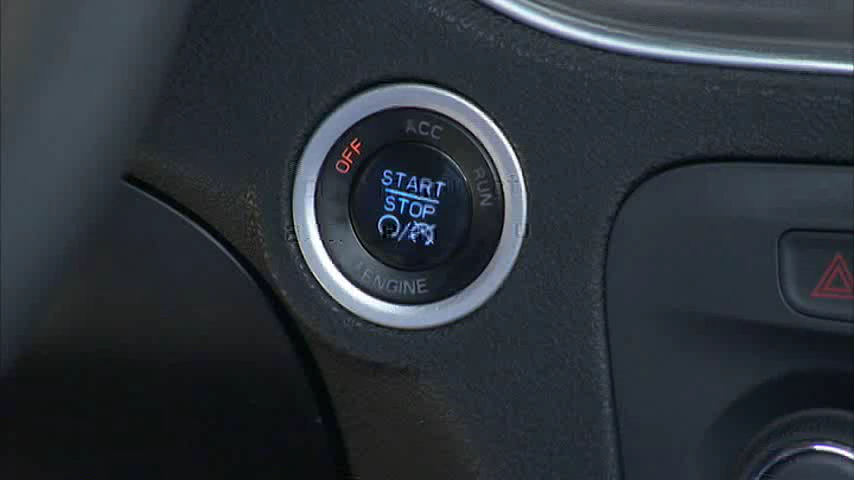 ACC
OFF
RUN
START
STOP
ENGINE